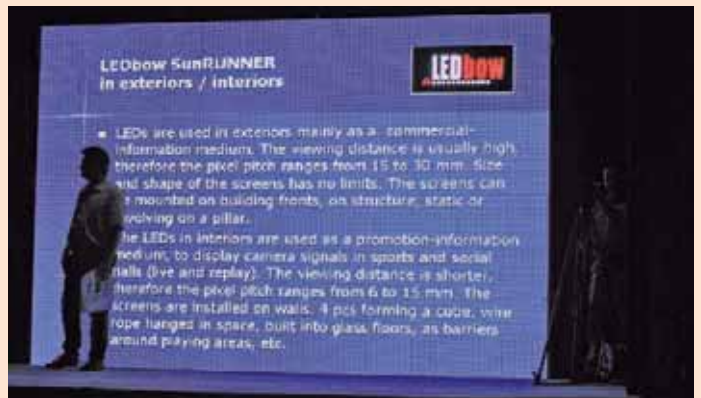 LEDbow SunRUNNER
in exteriors / interiors
LEDbow
LEDs are used in exteriors mainly as a commercial-
information medium. The viewing distance is usually high,
therefore the pixel pitch ranges from 15 to 30 mm. Size
and shape of the screens has no limits. The screens can
mounted on building fronts, on structure, static or
volving on a pillar.
he LEDs in interiors are used as a promotion-information
medium, to display camera signals in sports and social
halls (live and replay). The viewing distance is shorter,
therefore the pixel pitch ranges from 6 to 15 mm. The
screens are installed on walls, 4 pcs forming a cube, wire
rope hanged in space, built into glass floors, as barriers
around playing areas, etc.